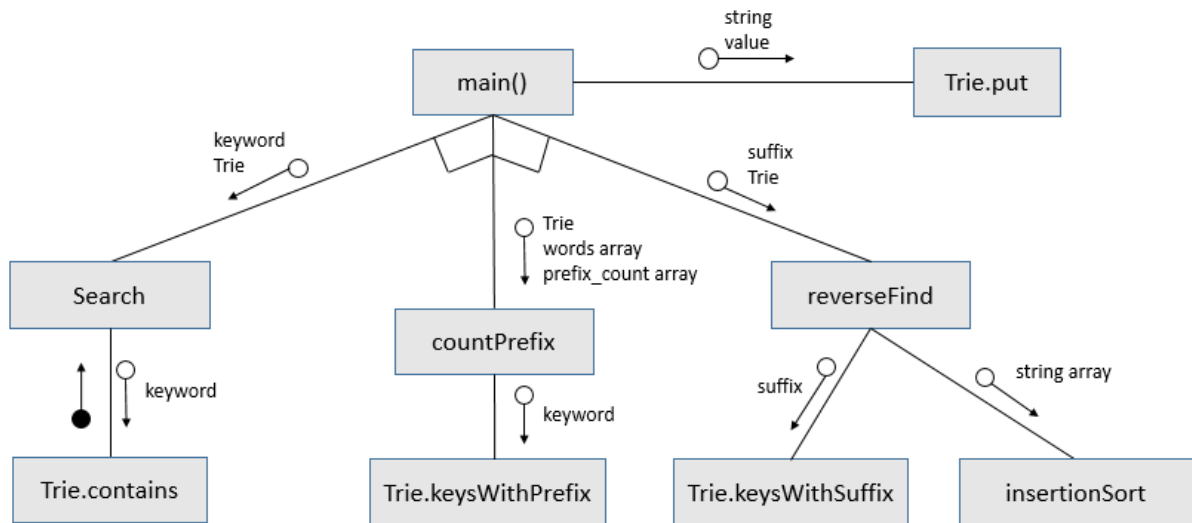 string
value
main()
Trie.put
keyword
Trie
suffix
Trie
Trie
words array
prefix_count array
Search
reverseFind
countPrefix
keyword
keyword
suffix
string array
Trie.contains
Trie.keysWithPrefix
Trie.keysWithSuffix
insertionSort